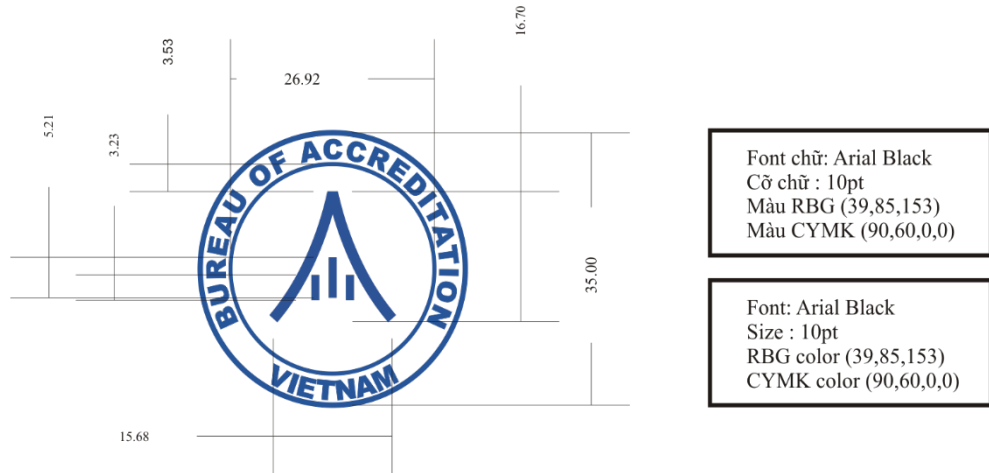 16.70
3.53
26.92
5.21
3.23
BUREAU OF ACCREDITATION
VIETNAM
35.00
15.68
Font chữ: Arial Black
Cỡ chữ : 10pt
Màu RBG (39,85,153)
Màu CYMK (90,60,0,0)
Font: Arial Black
Size : 10pt
RBG color (39,85,153)
CYMK color (90,60,0,0)